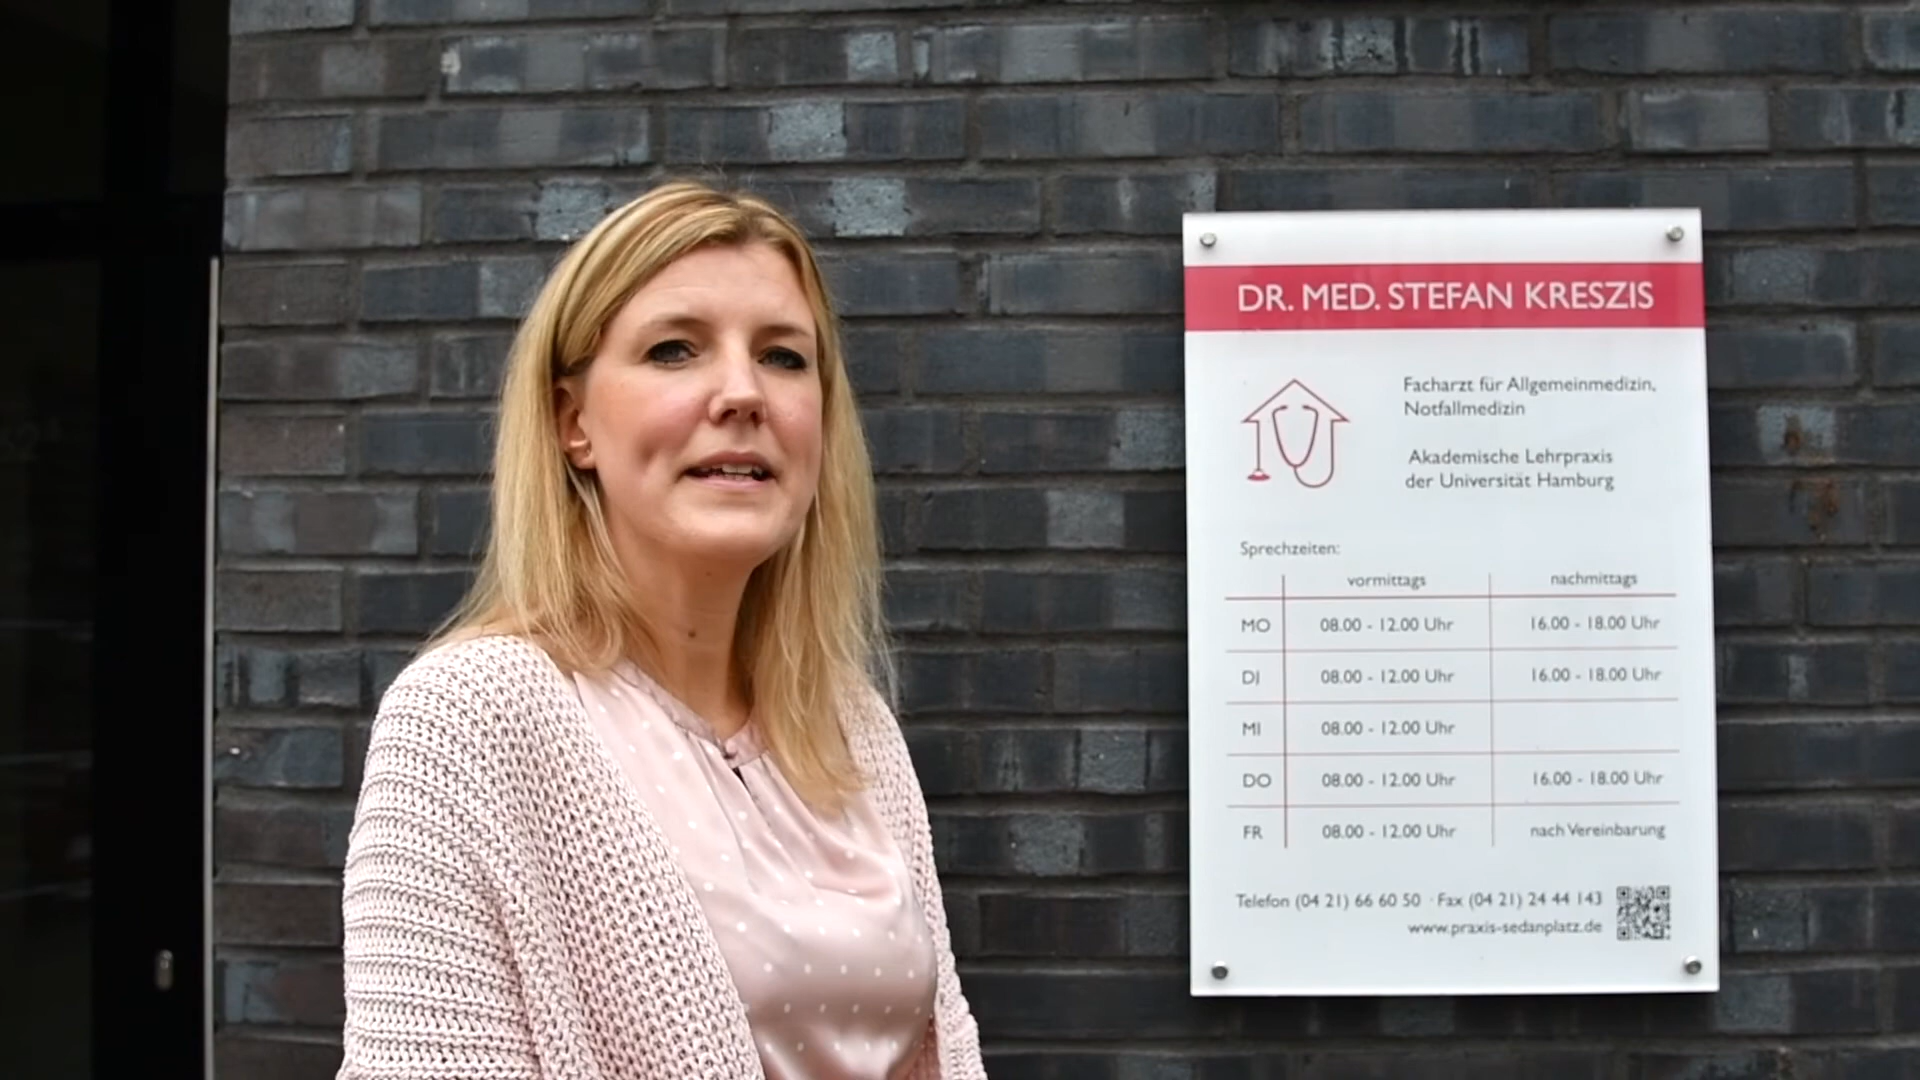 DR. MED. STEFAN KRESZIS
Facharzt für Allgemeinmedizin,
Notfallmedizin
Akademische Lehrpraxis
der Universität Hamburg
Sprechzeiten:
vormittags nachmittags
MO 08.00 - 12.00 Uhr 16.00 - 18.00 Uhr
DI 08.00 - 12.00 Uhr 16.00 - 18.00 Uhr
MI 08.00 - 12.00 Uhr
DO 08.00 - 12.00 Uhr 16.00 - 18.00 Uhr
FR 08.00 - 12.00 Uhr nach Vereinbarung
Telefon (04 21) 66 60 50 · Fax (04 21) 24 44 143
www.praxis-sedanplatz.de